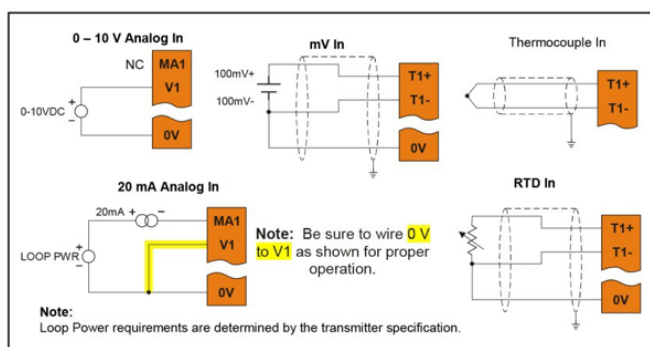 0 – 10 V Analog In
NC
MA1
V1
0-10VDC
+
–
0V
mV In
100mV+
100mV-
T1+
T1-
0V
Thermocouple In
T1+
T1-
20 mA Analog In
20mA + –
MA1
V1
+
–
LOOP PWR
0V
Note: Be sure to wire 0 V
to V1 as shown for proper
operation.
RTD In
T1+
T1-
0V
Note:
Loop Power requirements are determined by the transmitter specification.